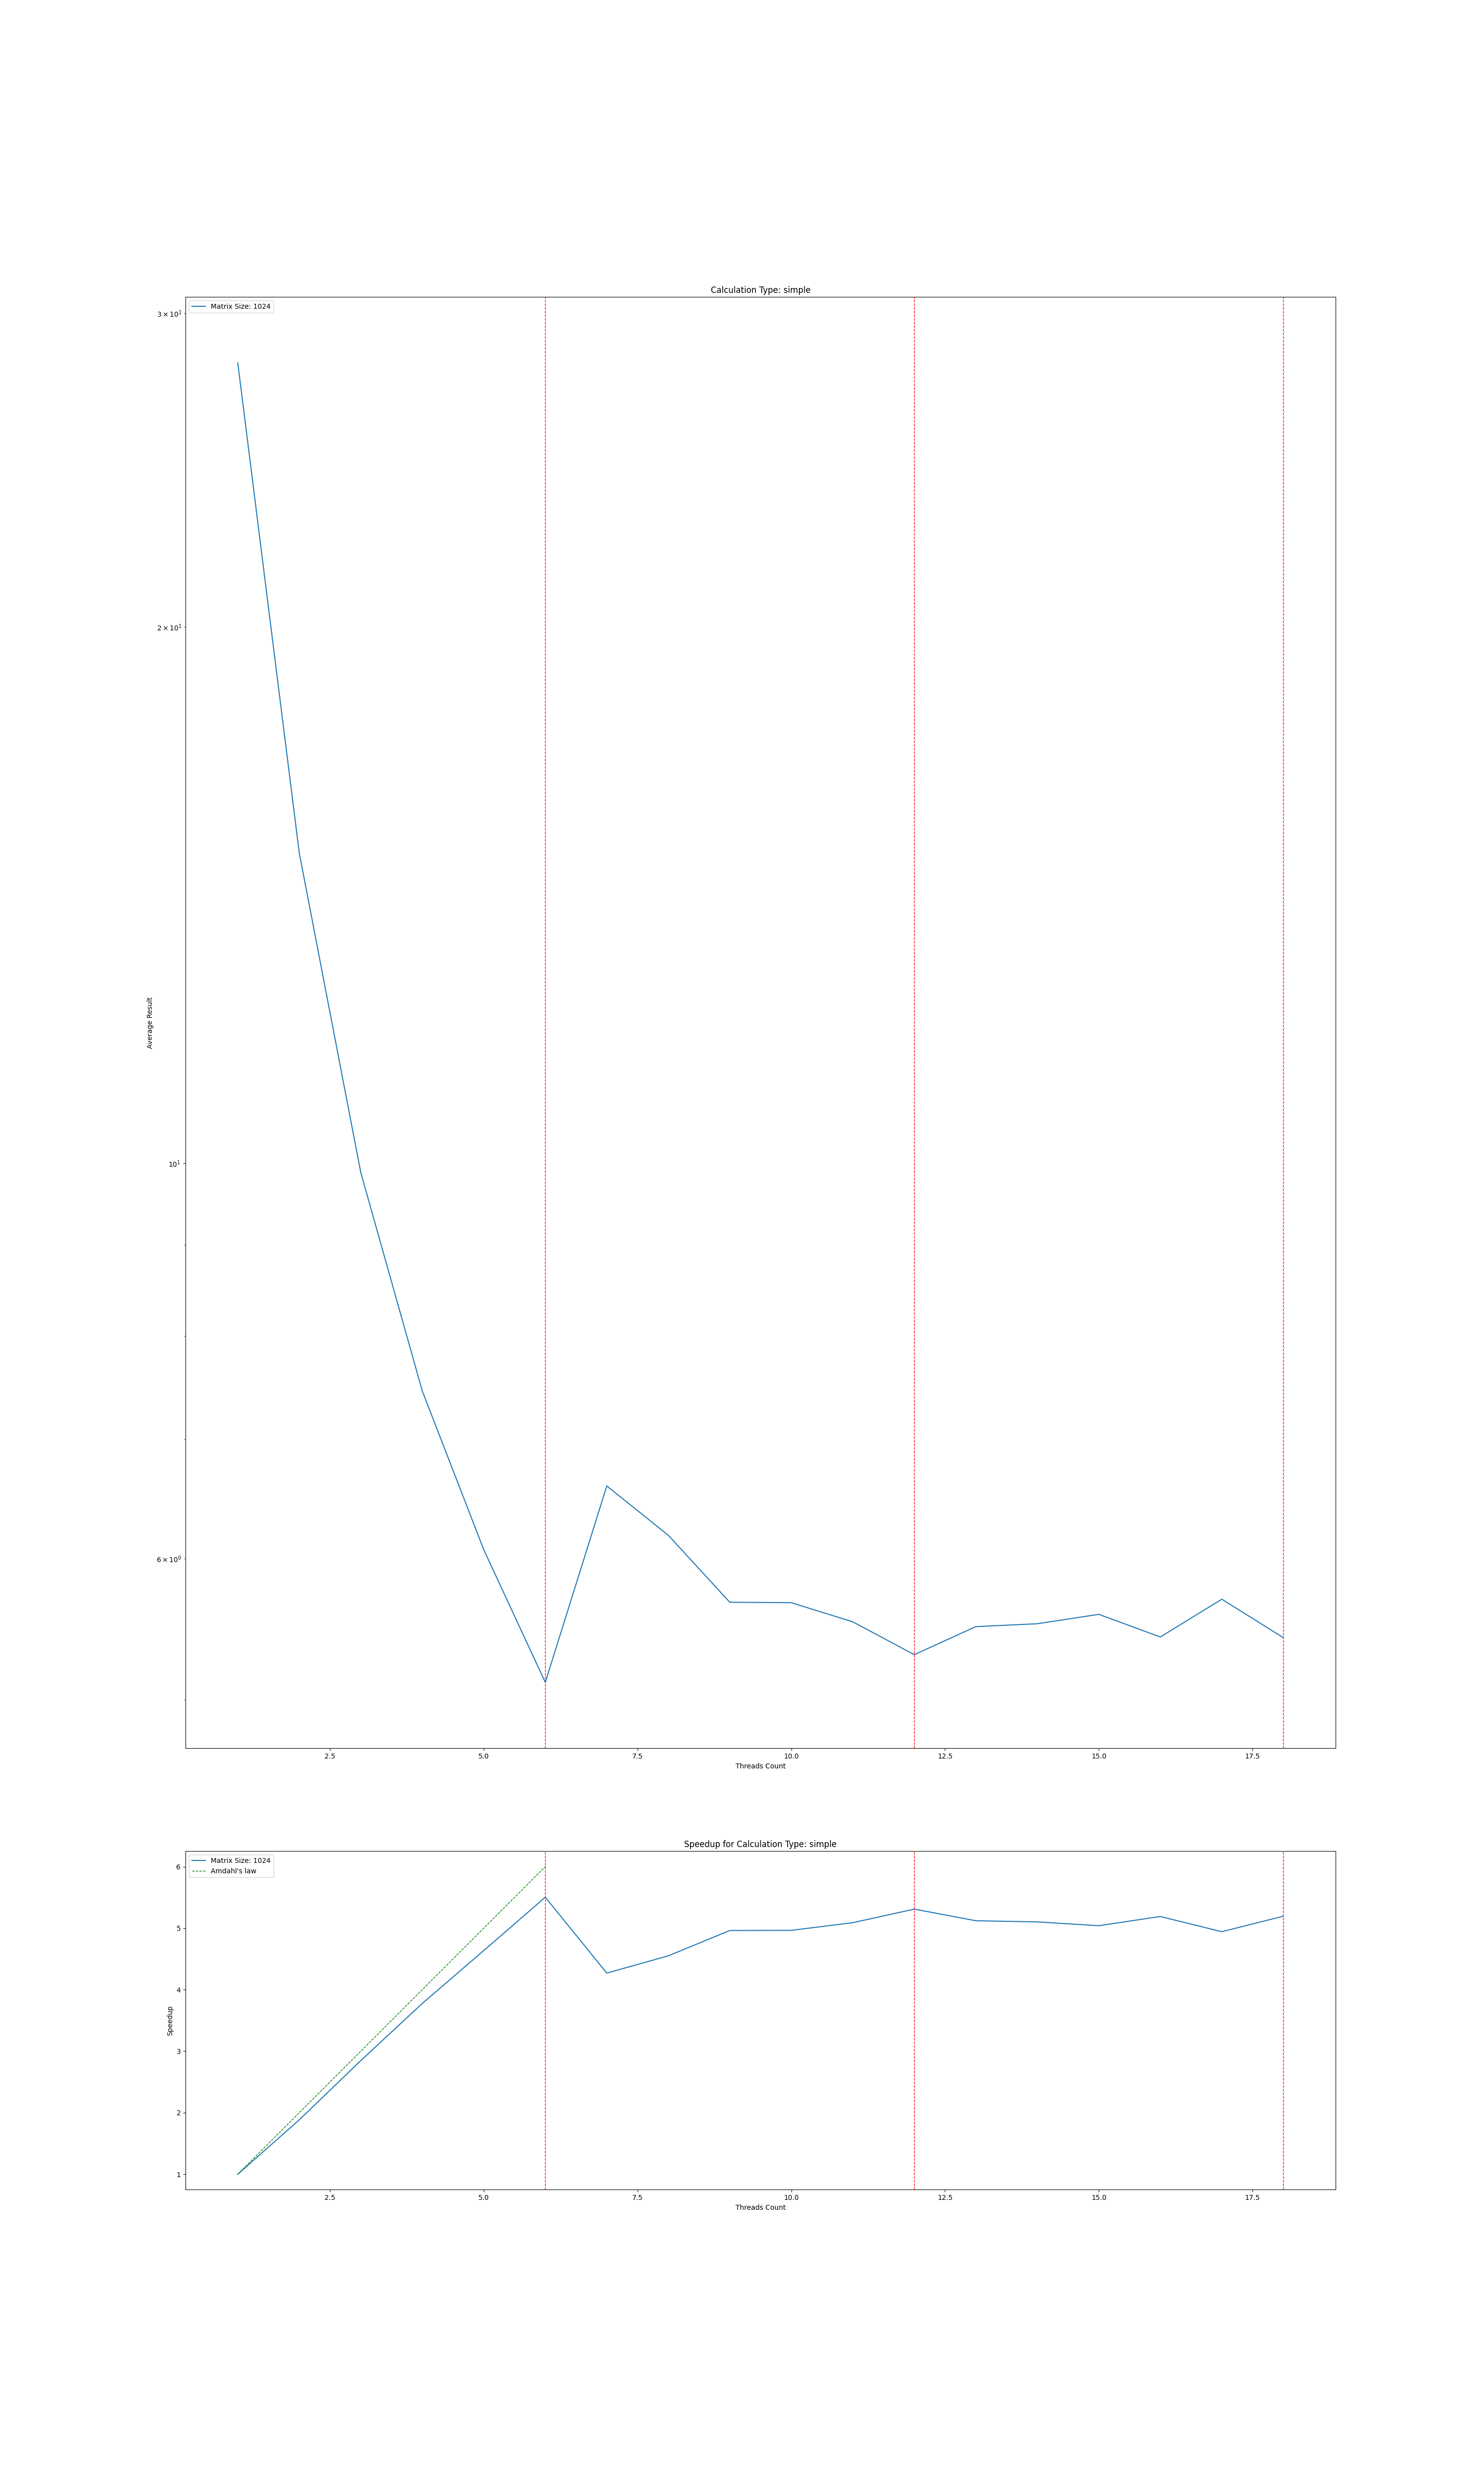 Calculation Type: simple
Matrix Size: 1024
3 × 10¹
2 × 10¹
10¹
6 × 10⁰
Average Result
2.5 5.0 7.5 10.0 12.5 15.0 17.5
Threads Count
Speedup for Calculation Type: simple
Matrix Size: 1024
Amdahl's law
6
5
4
3
2
1
Speedup
2.5 5.0 7.5 10.0 12.5 15.0 17.5
Threads Count